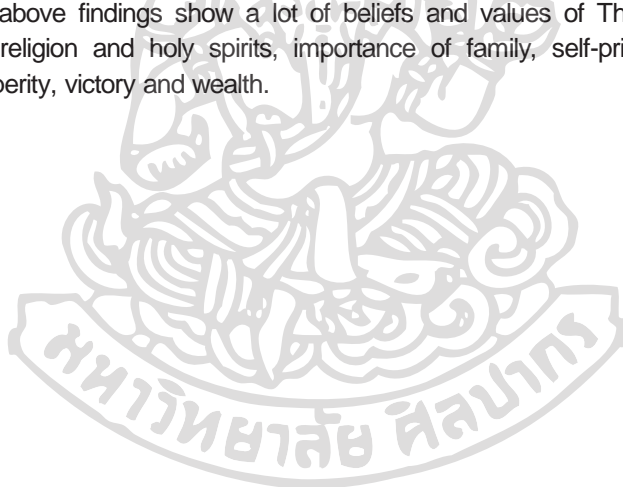 above findings show a lot of beliefs and values of Th
religion and holy spirits, importance of family, self-pri
perity, victory and wealth.
มหาวิทยาลัย ศิลปากร